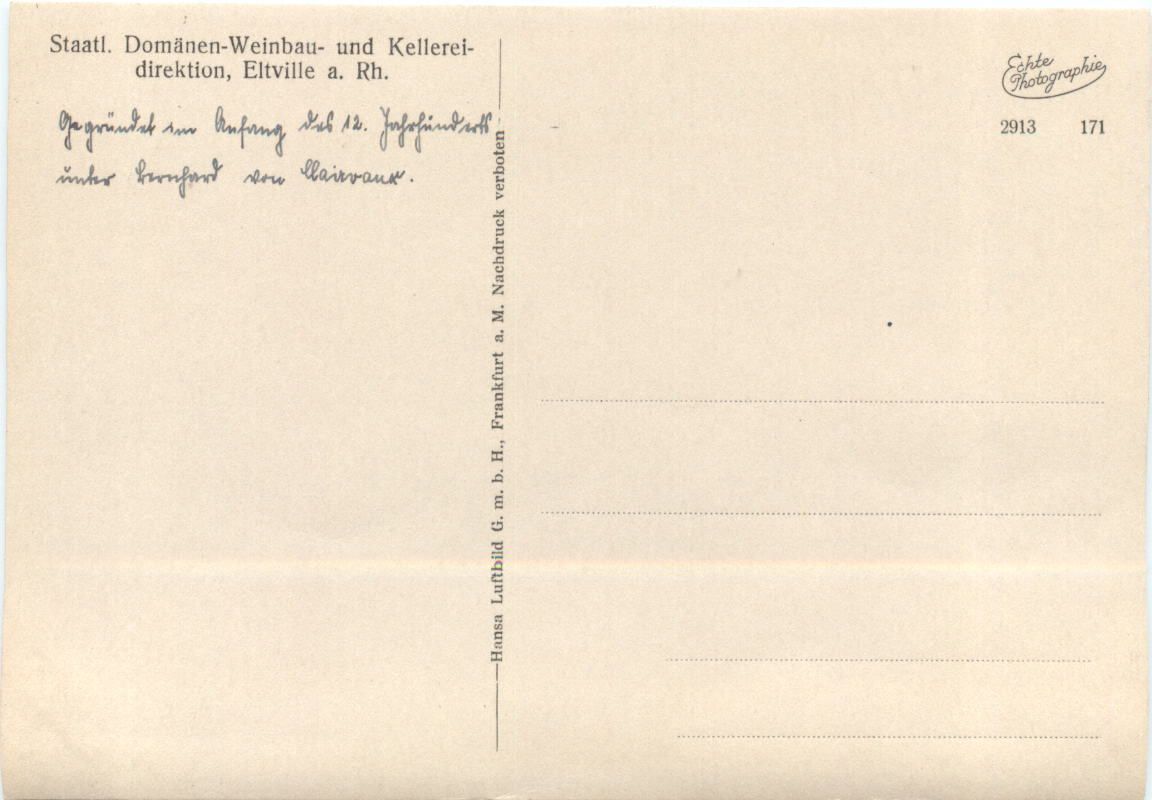 Staatl. Domänen-Weinbau- und Kellerei-
direktion, Eltville a. Rh.
Gegründet im Anfang des 12. Jahrhunderts
unter Bernhard von Clairvaux.
Hansa Luftbild G. m. b. H., Frankfurt a. M. Nachdruck verboten
Echte
Photographie
2913 171